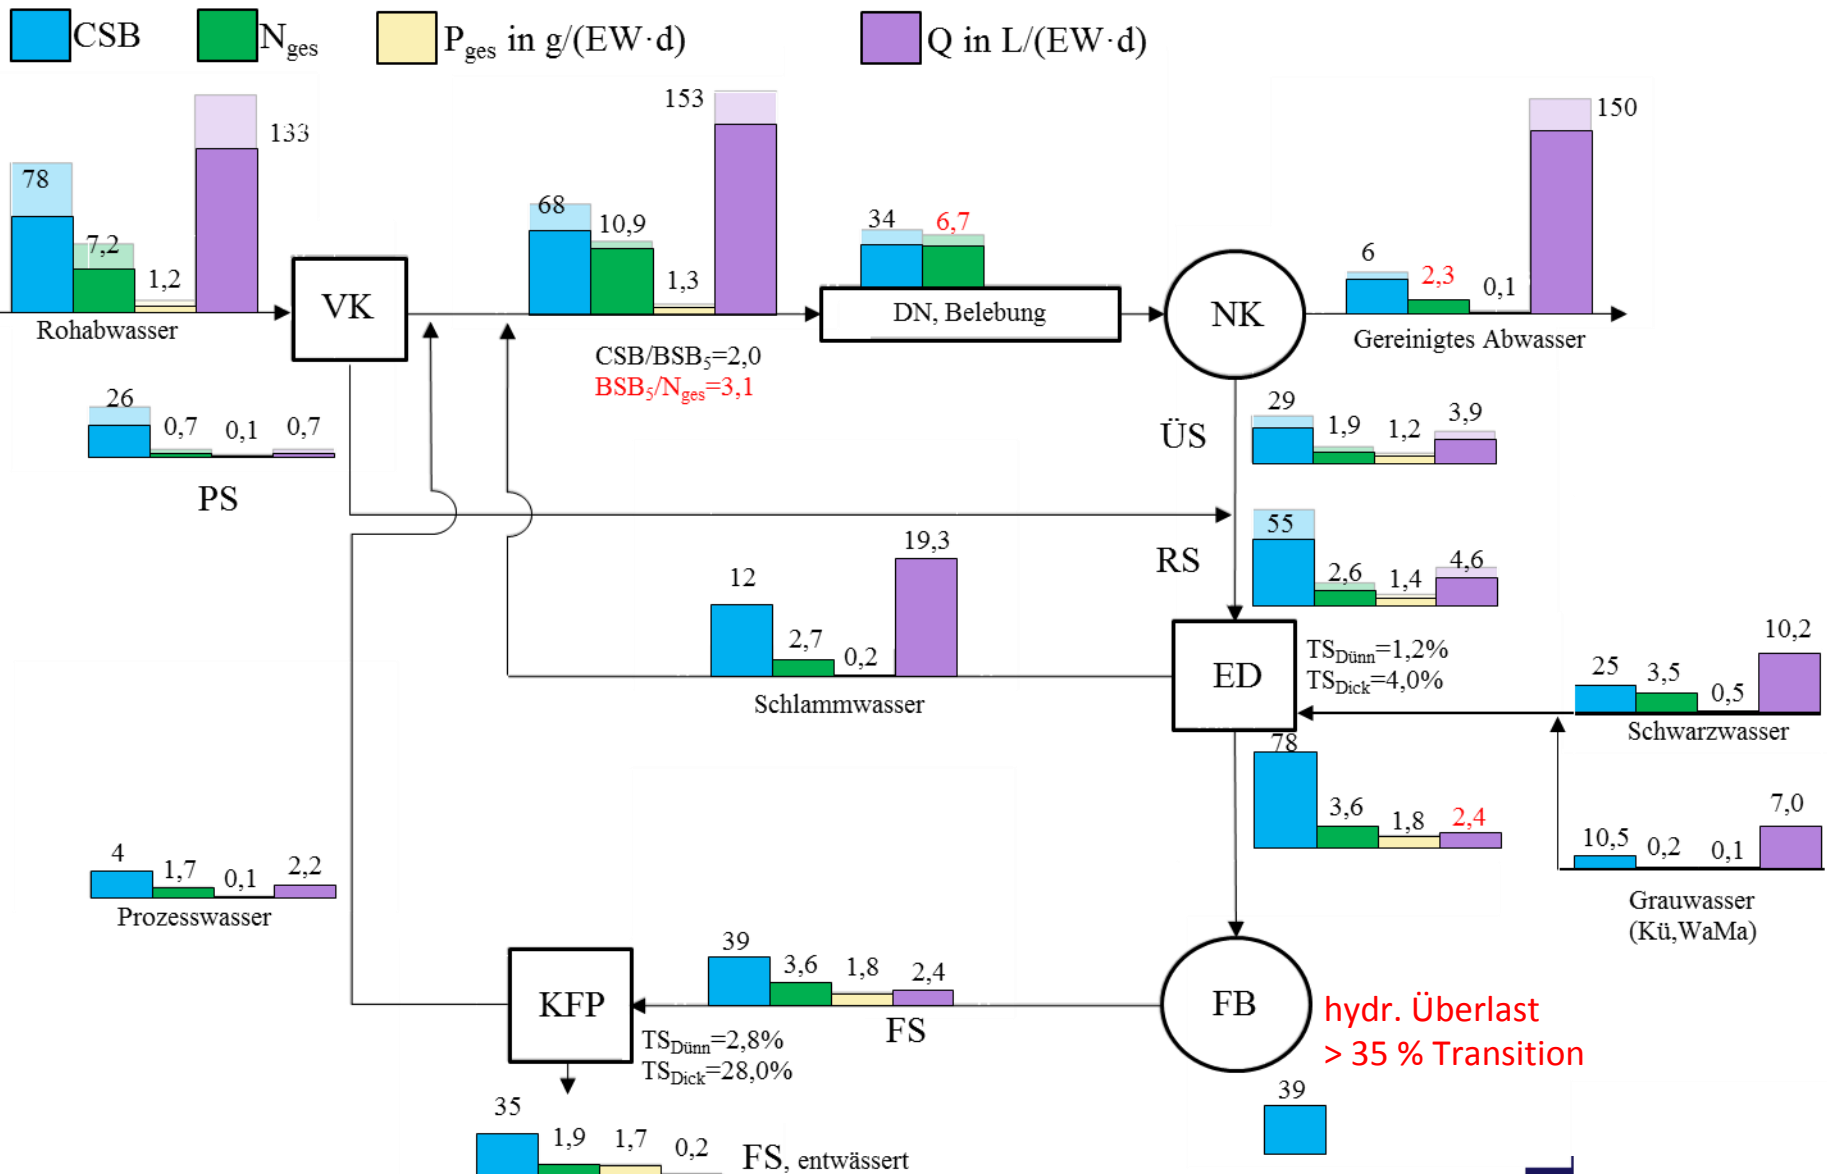 CSB
N_ges
P_ges in g/(EW·d)
Q in L/(EW·d)
78
7,2
1,2
133
Rohabwasser
VK
68
10,9
1,3
153
CSB/BSB₅=2,0
BSB₅/N_ges=3,1
34
6,7
DN, Belebung
NK
6
2,3
0,1
150
Gereinigtes Abwasser
26
0,7
0,1
0,7
PS
ÜS
29
1,9
1,2
3,9
RS
55
2,6
1,4
4,6
12
2,7
0,2
19,3
Schlammwasser
ED
TS_Dünn=1,2%
TS_Dick=4,0%
25
3,5
0,5
10,2
Schwarzwasser
78
3,6
1,8
2,4
10,5
0,2
0,1
7,0
Grauwasser
(Kü,WaMa)
4
1,7
0,1
2,2
Prozesswasser
KFP
TS_Dünn=2,8%
TS_Dick=28,0%
39
3,6
1,8
2,4
FS
FB
hydr. Überlast
> 35 % Transition
39
35
1,9
1,7
0,2
FS, entwässert